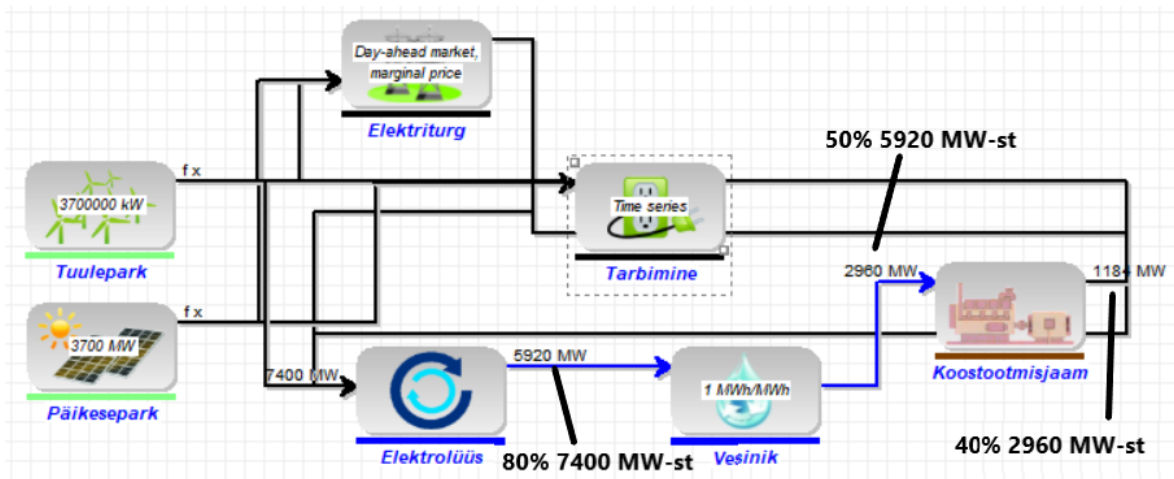 Day-ahead market,
marginal price
Elektriturg
50% 5920 MW-st
f x
3700000 kW
Tuulepark
Time series
Tarbimine
2960 MW
1184 MW
Koostootmisjaam
f x
3700 MW
Päikesepark
7400 MW
5920 MW
Elektrolüüs
1 MWh/MWh
Vesinik
80% 7400 MW-st
40% 2960 MW-st